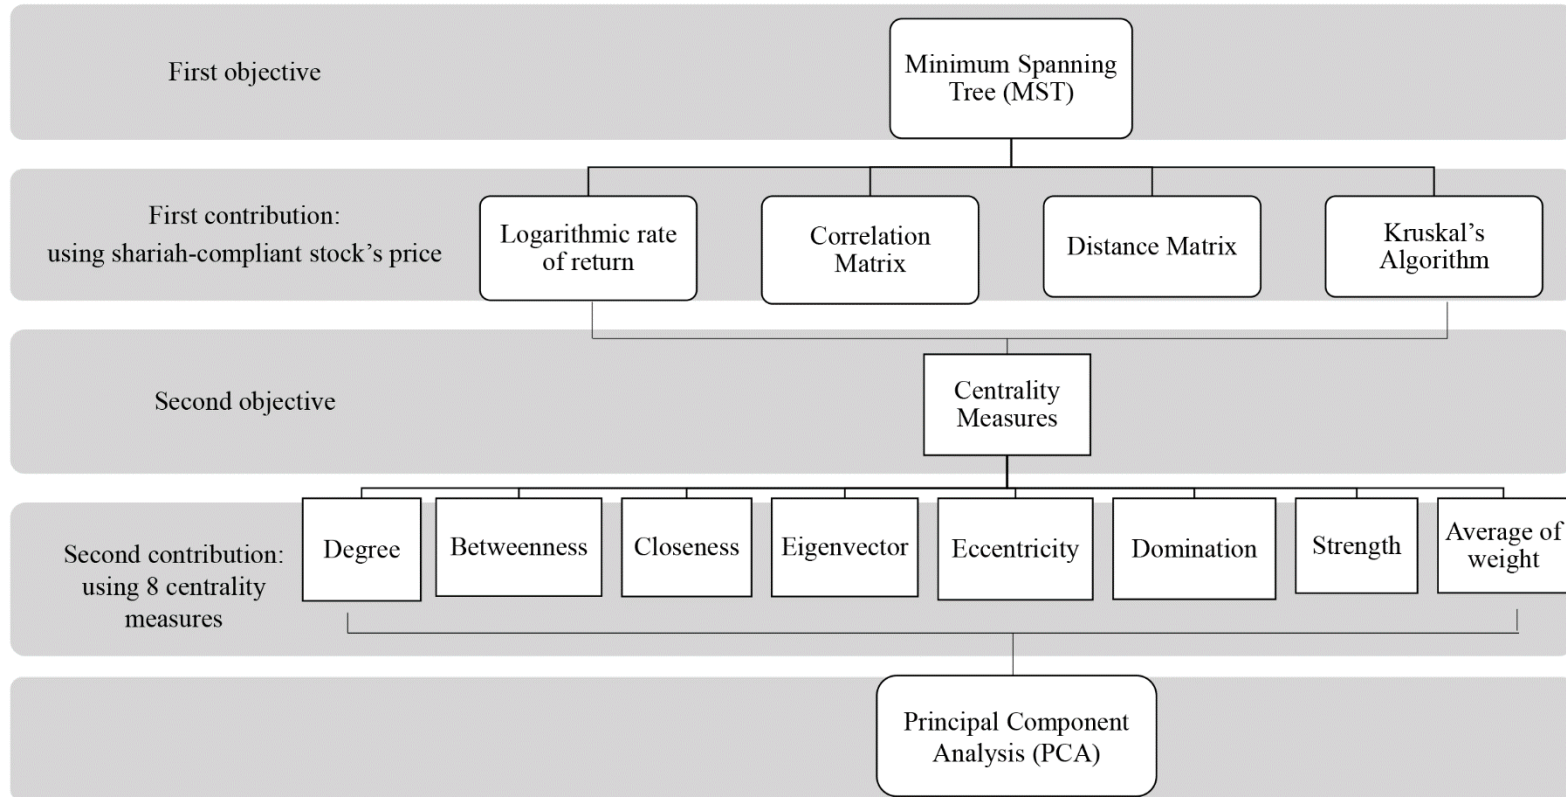 First objective
Minimum Spanning
Tree (MST)
First contribution:
using shariah-compliant stock’s price
Logarithmic rate
of return
Correlation
Matrix
Distance Matrix
Kruskal’s
Algorithm
Second objective
Centrality
Measures
Second contribution:
using 8 centrality
measures
Degree
Betweenness
Closeness
Eigenvector
Eccentricity
Domination
Strength
Average of
weight
Principal Component
Analysis (PCA)